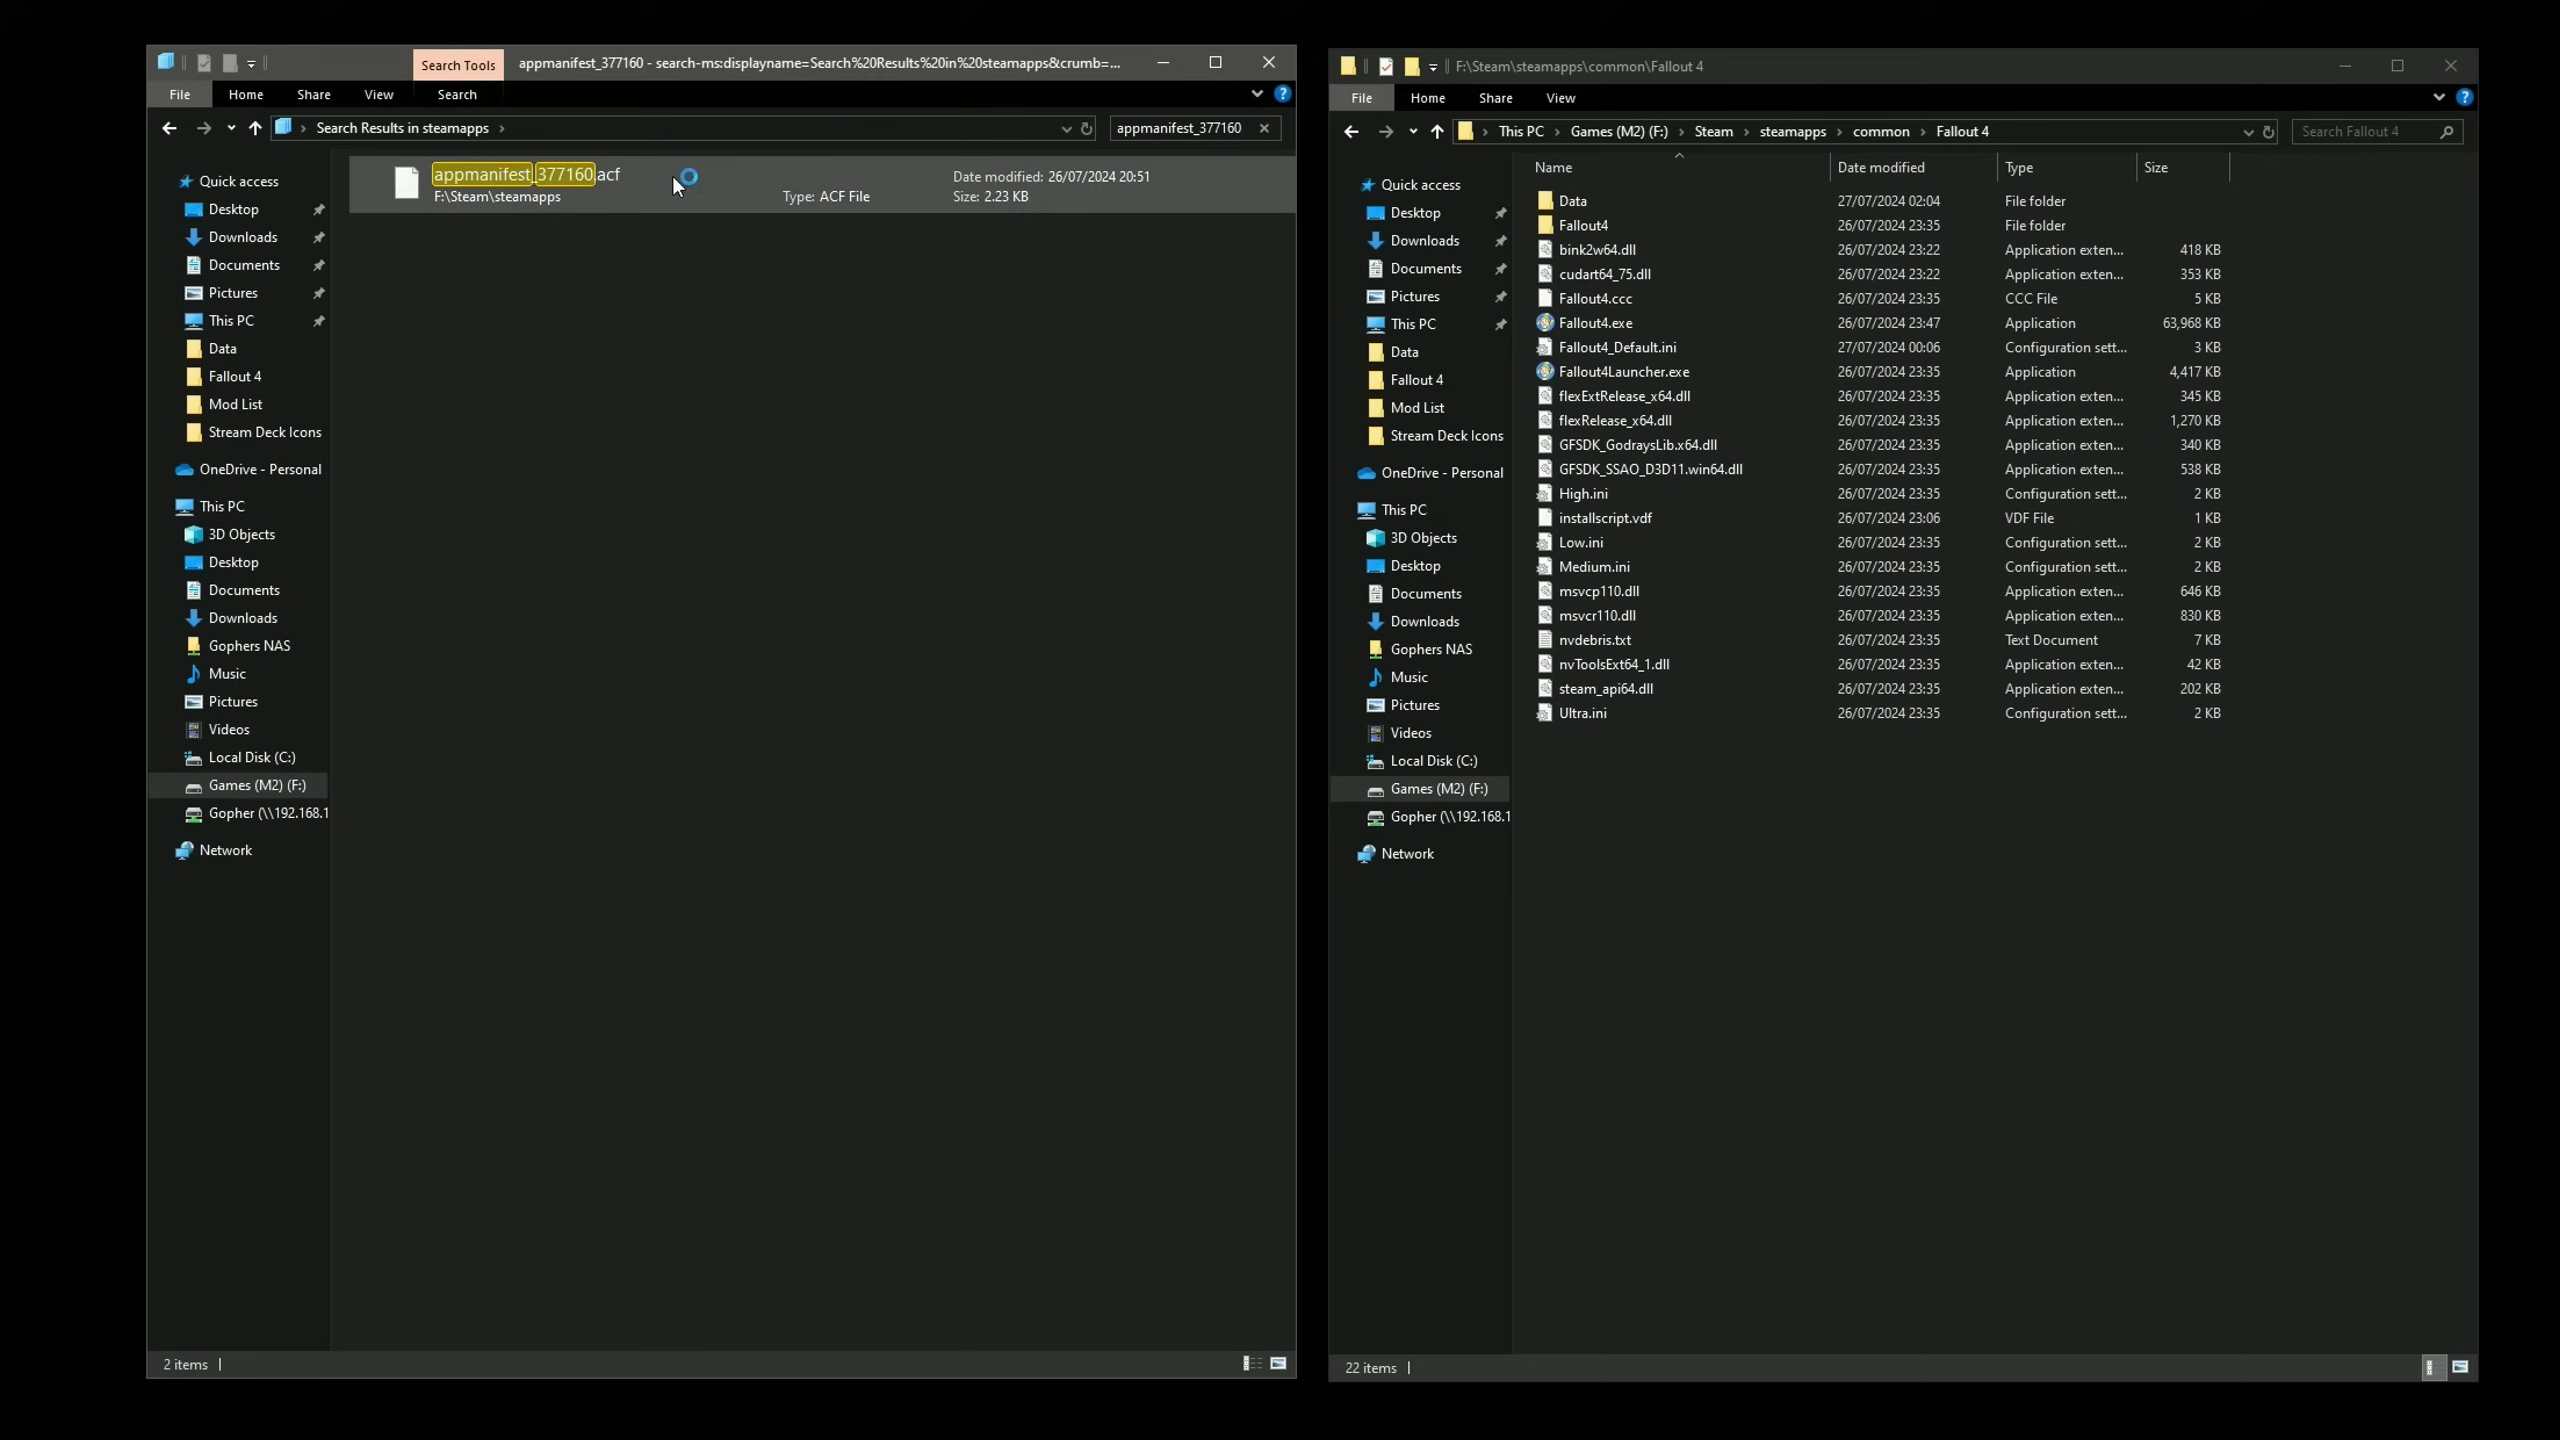 Search Tools
appmanifest_377160 - search-ms:displayname=Search%20Results%20in%20steamapps&crumb=...
File
Home
Share
View
Search
Search Results in steamapps
appmanifest_377160
Quick access
Desktop
Downloads
Documents
Pictures
This PC
Data
Fallout 4
Mod List
Stream Deck Icons
OneDrive - Personal
This PC
3D Objects
Desktop
Documents
Downloads
Gophers NAS
Music
Pictures
Videos
Local Disk (C:)
Games (M2) (F:)
Gopher (\\192.168.1
Network
appmanifest_377160.acf
F:\Steam\steamapps
Type: ACF File
Date modified: 26/07/2024 20:51
Size: 2.23 KB
2 items
F:\Steam\steamapps\common\Fallout 4
File
Home
Share
View
This PC > Games (M2) (F:) > Steam > steamapps > common > Fallout 4
Search Fallout 4
Quick access
Desktop
Downloads
Documents
Pictures
This PC
Data
Fallout 4
Mod List
Stream Deck Icons
OneDrive - Personal
This PC
3D Objects
Desktop
Documents
Downloads
Gophers NAS
Music
Pictures
Videos
Local Disk (C:)
Games (M2) (F:)
Gopher (\\192.168.1
Network
Name Date modified Type Size
Data 27/07/2024 02:04 File folder
Fallout4 26/07/2024 23:35 File folder
bink2w64.dll 26/07/2024 23:22 Application exten... 418 KB
cudart64_75.dll 26/07/2024 23:22 Application exten... 353 KB
Fallout4.ccc 26/07/2024 23:35 CCC File 5 KB
Fallout4.exe 26/07/2024 23:47 Application 63,968 KB
Fallout4_Default.ini 27/07/2024 00:06 Configuration sett... 3 KB
Fallout4Launcher.exe 26/07/2024 23:35 Application 4,417 KB
flexExtRelease_x64.dll 26/07/2024 23:35 Application exten... 345 KB
flexRelease_x64.dll 26/07/2024 23:35 Application exten... 1,270 KB
GFSDK_GodraysLib.x64.dll 26/07/2024 23:35 Application exten... 340 KB
GFSDK_SSAO_D3D11.win64.dll 26/07/2024 23:35 Application exten... 538 KB
High.ini 26/07/2024 23:35 Configuration sett... 2 KB
installscript.vdf 26/07/2024 23:06 VDF File 1 KB
Low.ini 26/07/2024 23:35 Configuration sett... 2 KB
Medium.ini 26/07/2024 23:35 Configuration sett... 2 KB
msvcp110.dll 26/07/2024 23:35 Application exten... 646 KB
msvcr110.dll 26/07/2024 23:35 Application exten... 830 KB
nvdebris.txt 26/07/2024 23:35 Text Document 7 KB
nvToolsExt64_1.dll 26/07/2024 23:35 Application exten... 42 KB
steam_api64.dll 26/07/2024 23:35 Application exten... 202 KB
Ultra.ini 26/07/2024 23:35 Configuration sett... 2 KB
22 items